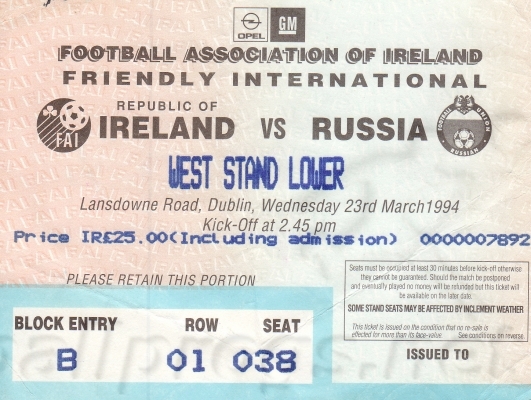 OPEL GM
FOOTBALL ASSOCIATION OF IRELAND
FRIENDLY INTERNATIONAL
REPUBLIC OF
FAI IRELAND VS RUSSIA FOOTBALL UNION RUSSIAN
WEST STAND LOWER
Lansdowne Road, Dublin, Wednesday 23rd March1994
Kick-Off at 2.45 pm
Price IR£25.00(Including admission) 0000007892
PLEASE RETAIN THIS PORTION
Seats must be occupied at least 30 minutes before kick-off otherwise
they cannot be guaranteed. Should the match be postponed
and eventually played no money will be refunded but this ticket will
be available on the later date.
SOME STAND SEATS MAY BE AFFECTED BY INCLEMENT WEATHER
This ticket is issued on the condition that no re-sale is
effected for more than its face-value. See conditions on reverse.
BLOCK ENTRY ROW SEAT
B 01 038
ISSUED TO